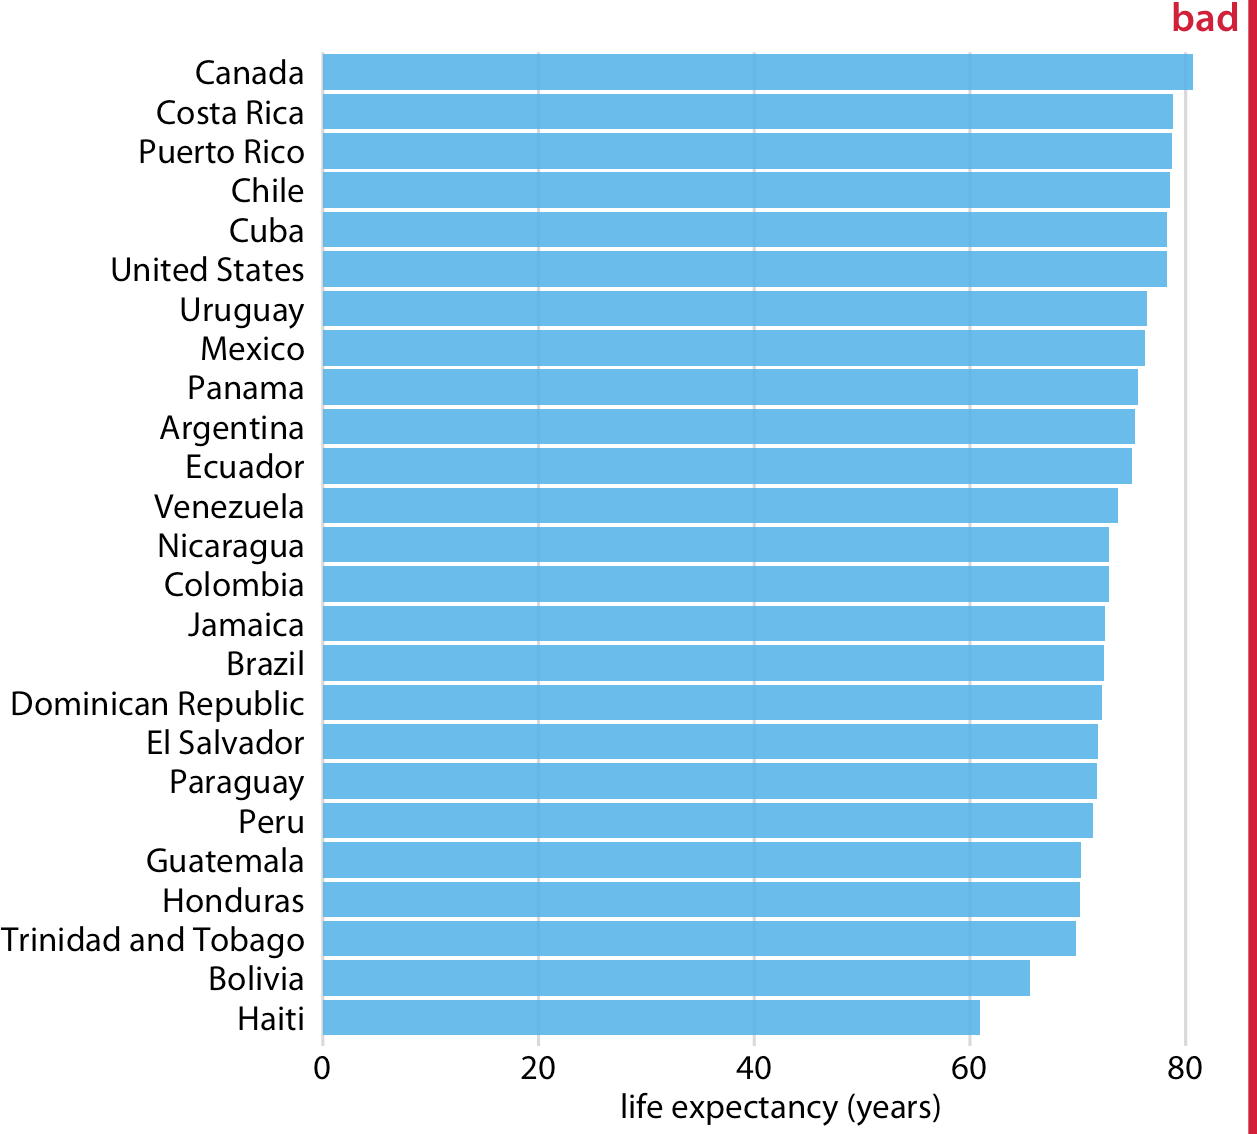 bad
Canada
Costa Rica
Puerto Rico
Chile
Cuba
United States
Uruguay
Mexico
Panama
Argentina
Ecuador
Venezuela
Nicaragua
Colombia
Jamaica
Brazil
Dominican Republic
El Salvador
Paraguay
Peru
Guatemala
Honduras
Trinidad and Tobago
Bolivia
Haiti
0 20 40 60 80
life expectancy (years)